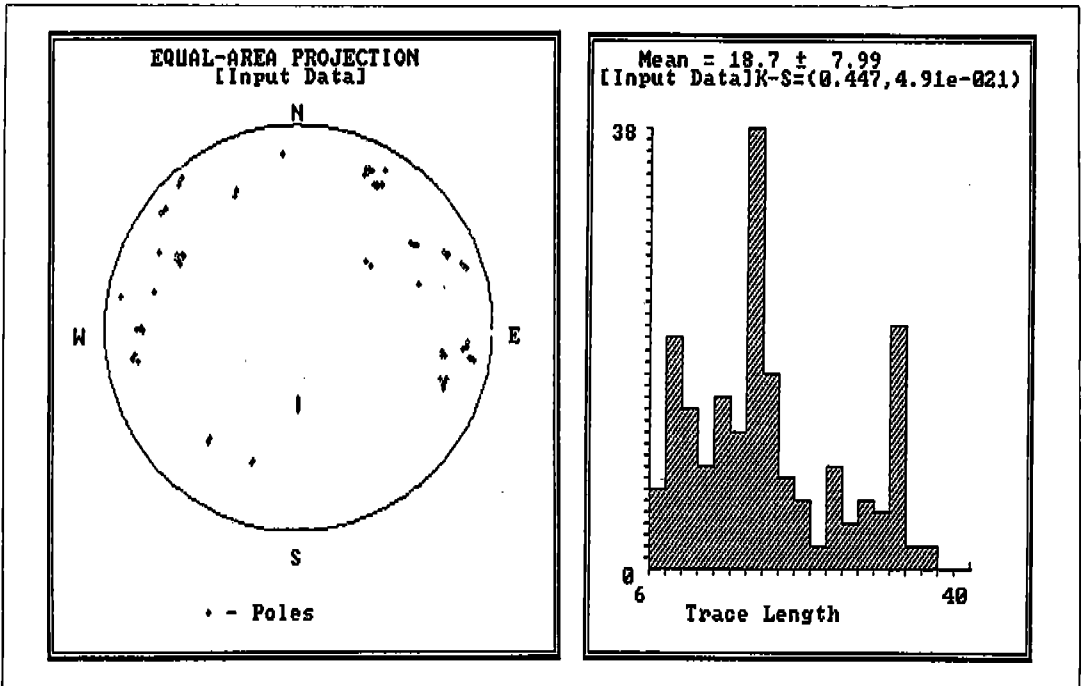 EQUAL-AREA PROJECTION
[Input Data]
N
W
E
S
+ - Poles
Mean = 18.7 ± 7.99
[Input Data]K-S=(0.447,4.91e-021)
38
0
6
40
Trace Length